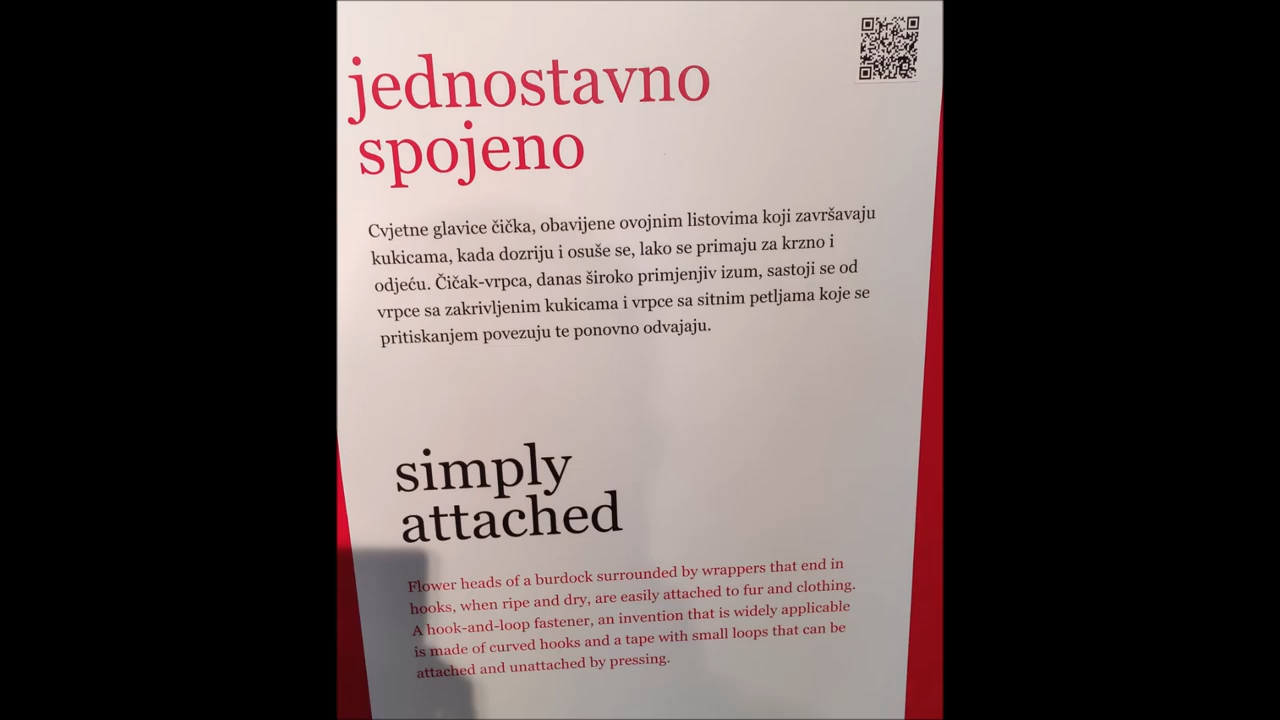 jednostavno
spojeno
Cvjetne glavice čička, obavijene ovojnim listovima koji završavaju
kukicama, kada dozriju i osuše se, lako se primaju za krzno i
odjeću. Čičak-vrpca, danas široko primjenjiv izum, sastoji se od
vrpce sa zakrivljenim kukicama i vrpce sa sitnim petljama koje se
pritiskanjem povezuju te ponovno odvajaju.
simply
attached
Flower heads of a burdock surrounded by wrappers that end in
hooks, when ripe and dry, are easily attached to fur and clothing.
A hook-and-loop fastener, an invention that is widely applicable
is made of curved hooks and a tape with small loops that can be
attached and unattached by pressing.